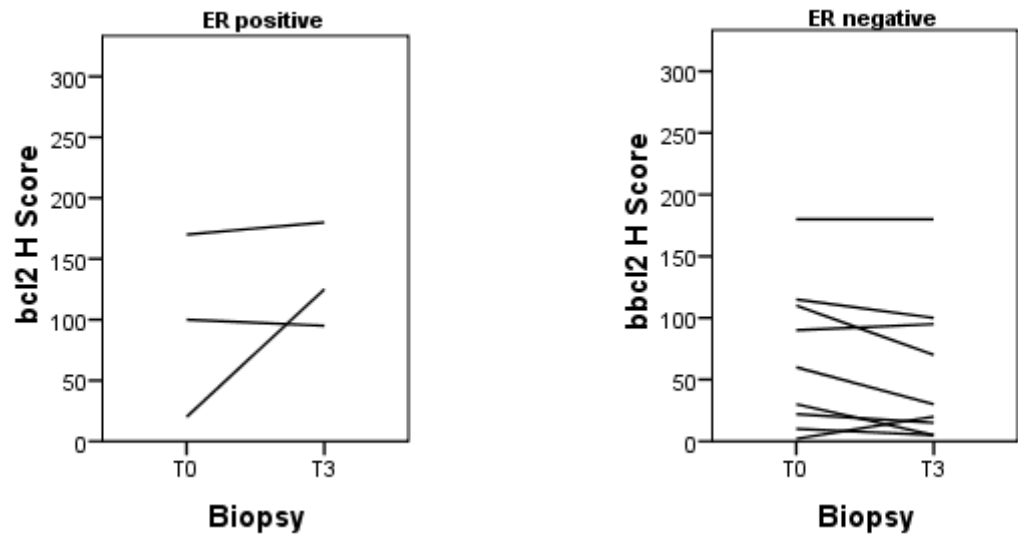 ER positive
bcl2 H Score
300
250
200
150
100
50
0
T0 T3
Biopsy
ER negative
bbcl2 H Score
300
250
200
150
100
50
0
T0 T3
Biopsy